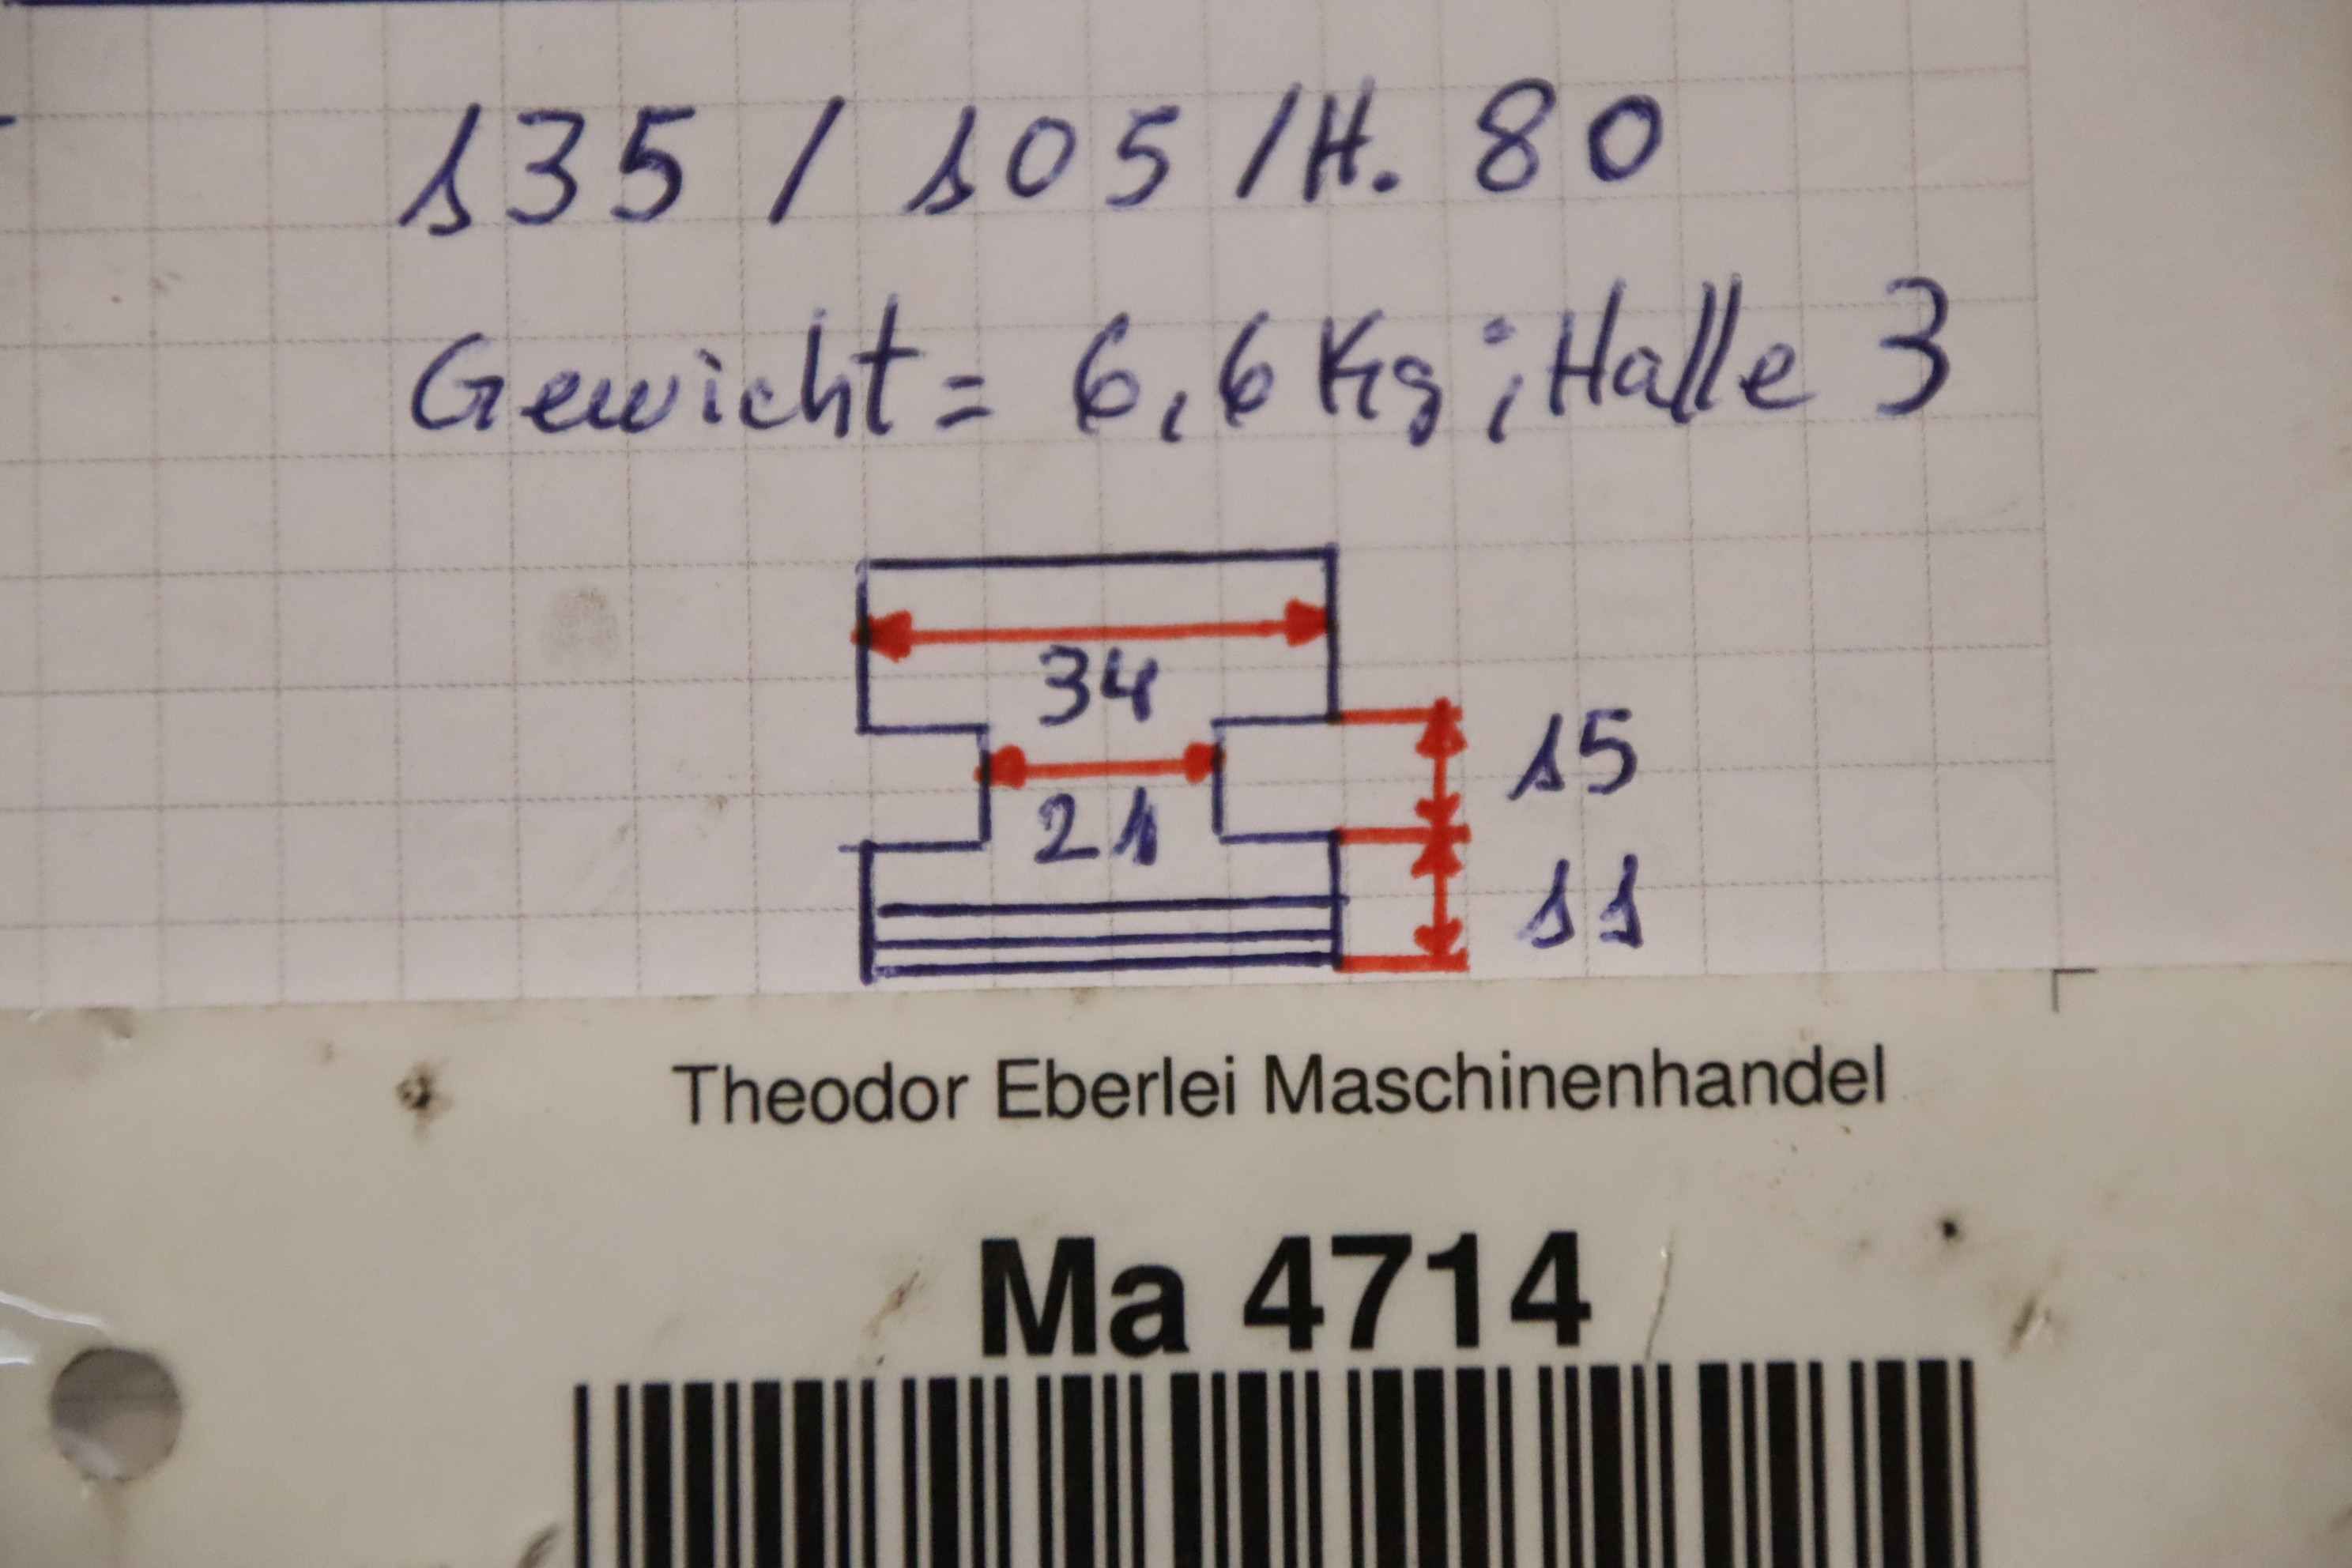 135 / 105 / H. 80
Gewicht = 6,6 Kg ; Halle 3
34
15
21
11
Theodor Eberlei Maschinenhandel
Ma 4714